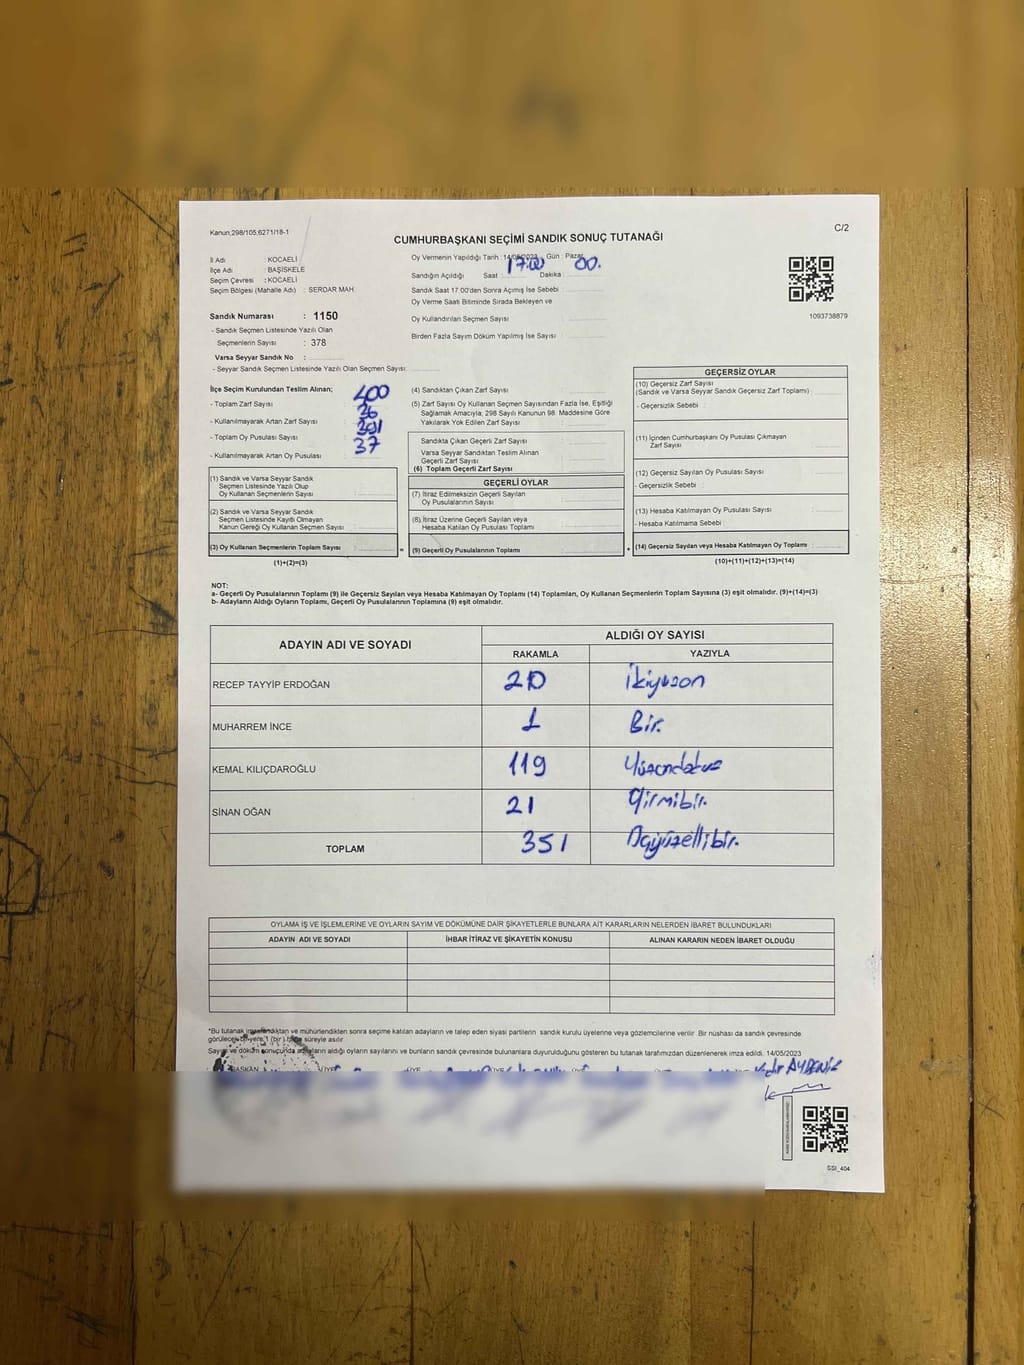 Kanun,298/105,6271/18-1
C/2
CUMHURBAŞKANI SEÇİMİ SANDIK SONUÇ TUTANAĞI
İl Adı : KOCAELİ
İlçe Adı : BAŞİSKELE
Seçim Çevresi : KOCAELİ
Seçim Bölgesi (Mahalle Adı) : SERDAR MAH.
Sandık Numarası : 1150
- Sandık Seçmen Listesinde Yazılı Olan
Seçmenlerin Sayısı : 378
Varsa Seyyar Sandık No :
- Seyyar Sandık Seçmen Listesinde Yazılı Olan Seçmen Sayısı:
Oy Vermenin Yapıldığı Tarih : 14/05/2023 Gün : Pazar
Sandığın Açıldığı Saat : 17:00 Dakika : 00.
Sandık Saat 17:00'den Sonra Açımış İse Sebebi :
Oy Verme Saati Bitiminde Sırada Bekleyen ve
Oy Kullandırılan Seçmen Sayısı :
Birden Fazla Sayım Döküm Yapılmış İse Sayısı :
1093738879
İlçe Seçim Kurulundan Teslim Alınan;
- Toplam Zarf Sayısı : 400
- Kullanılmayarak Artan Zarf Sayısı : 26
- Toplam Oy Pusulası Sayısı : 391
- Kullanılmayarak Artan Oy Pusulası : 37
(1) Sandık ve Varsa Seyyar Sandık
Seçmen Listesinde Yazılı Olup
Oy Kullanan Seçmenlerin Sayısı :
(2) Sandık ve Varsa Seyyar Sandık
Seçmen Listesinde Kayıtlı Olmayan
Kanun Gereği Oy Kullanan Seçmen Sayısı :
(3) Oy Kullanan Seçmenlerin Toplam Sayısı : =
(1)+(2)=(3)
(4) Sandıktan Çıkan Zarf Sayısı :
(5) Zarf Sayısı Oy Kullanan Seçmen Sayısından Fazla İse, Eşitliği
Sağlamak Amacıyla; 298 Sayılı Kanunun 98. Maddesine Göre
Yakılarak Yok Edilen Zarf Sayısı :
Sandıkta Çıkan Geçerli Zarf Sayısı :
Varsa Seyyar Sandıktan Teslim Alınan
Geçerli Zarf Sayısı :
(6) Toplam Geçerli Zarf Sayısı :
GEÇERLİ OYLAR
(7) İtiraz Edilmeksizin Geçerli Sayılan
Oy Pusulalarının Sayısı :
(8) İtiraz Üzerine Geçerli Sayılan veya
Hesaba Katılan Oy Pusulası Toplamı :
(9) Geçerli Oy Pusulalarının Toplamı : +
GEÇERSİZ OYLAR
(10) Geçersiz Zarf Sayısı
(Sandık ve Varsa Seyyar Sandık Geçersiz Zarf Toplamı) :
- Geçersizlik Sebebi :
(11) İçinden Cumhurbaşkanı Oy Pusulası Çıkmayan
Zarf Sayısı :
(12) Geçersiz Sayılan Oy Pusulası Sayısı :
- Geçersizlik Sebebi :
(13) Hesaba Katılmayan Oy Pusulası Sayısı :
- Hesaba Katılmama Sebebi :
(14) Geçersiz Sayılan veya Hesaba Katılmayan Oy Toplamı :
(10)+(11)+(12)+(13)=(14)
NOT:
a- Geçerli Oy Pusulalarının Toplamı (9) ile Geçersiz Sayılan veya Hesaba Katılmayan Oy Toplamı (14) Toplamları, Oy Kullanan Seçmenlerin Toplam Sayısına (3) eşit olmalıdır. (9)+(14)=(3)
b- Adayların Aldığı Oyların Toplamı, Geçerli Oy Pusulalarının Toplamına (9) eşit olmalıdır.
ADAYIN ADI VE SOYADI ALDIĞI OY SAYISI
RAKAMLA YAZIYLA
RECEP TAYYİP ERDOĞAN 210 İkiyüzon
MUHARREM İNCE 1 Bir.
KEMAL KILIÇDAROĞLU 119 Yüzondokuz
SİNAN OĞAN 21 Yirmibir.
TOPLAM 351 Üçyüzellibir.
OYLAMA İŞ VE İŞLEMLERİNE VE OYLARIN SAYIM VE DÖKÜMÜNE DAİR ŞİKAYETLERLE BUNLARA AİT KARARLARIN NELERDEN İBARET BULUNDUKLARI
ADAYIN ADI VE SOYADI İHBAR İTİRAZ VE ŞİKAYETİN KONUSU ALINAN KARARIN NEDEN İBARET OLDUĞU
*Bu tutanak imzalandıktan ve mühürlendikten sonra seçime katılan adayların ve talep eden siyasi partilerin sandık kurulu üyelerine veya gözlemcilerine verilir. Bir nüshası da sandık çevresinde
görülecek bir yere 1 (bir) hafta süreyle asılır.
Sayım ve döküm sonucunda adayların aldığı oyların sayılarını ve bunların sandık çevresinde bulunanlara duyurulduğunu gösteren bu tutanak tarafımızdan düzenlenerek imza edildi. 14/05/2023
BAŞKAN ÜYE
AYDENİZ
SSI_404